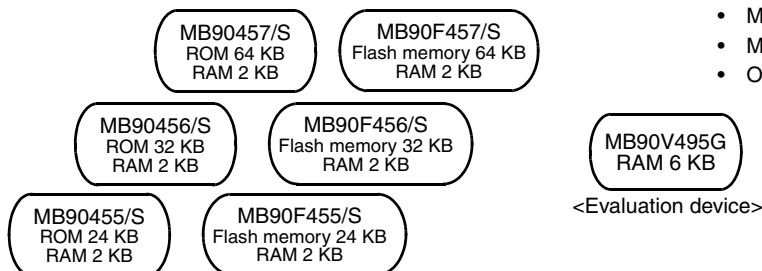 MB90457/S
ROM 64 KB
RAM 2 KB
MB90F457/S
Flash memory 64 KB
RAM 2 KB
• M
• M
• O
MB90456/S
ROM 32 KB
RAM 2 KB
MB90F456/S
Flash memory 32 KB
RAM 2 KB
MB90V495G
RAM 6 KB
<Evaluation device>
MB90455/S
ROM 24 KB
RAM 2 KB
MB90F455/S
Flash memory 24 KB
RAM 2 KB